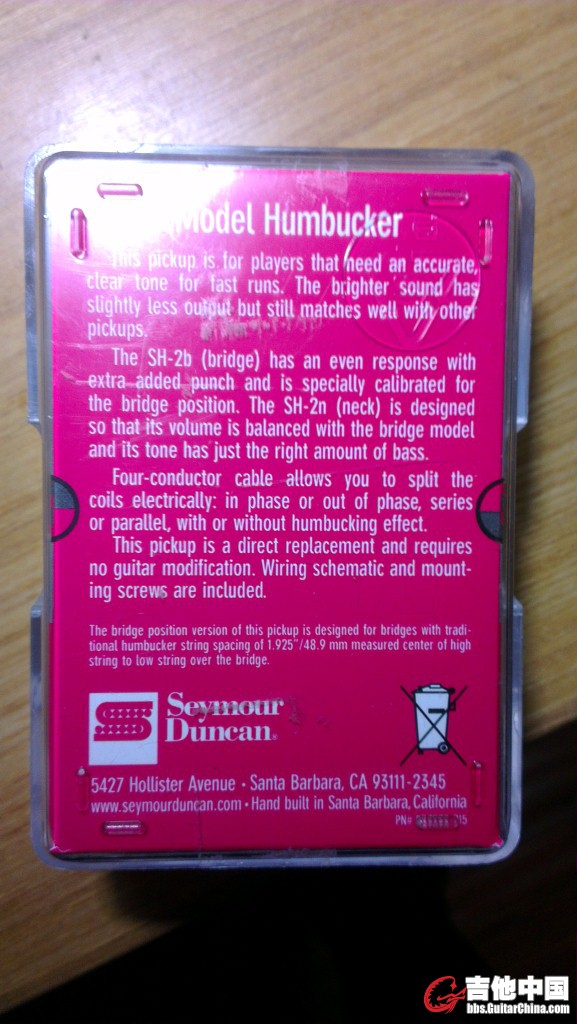 Model Humbucker
This pickup is for players that need an accurate,
clear tone for fast runs. The brighter sound has
slightly less output but still matches well with other
pickups.
The SH-2b (bridge) has an even response with
extra added punch and is specially calibrated for
the bridge position. The SH-2n (neck) is designed
so that its volume is balanced with the bridge model
and its tone has just the right amount of bass.
Four-conductor cable allows you to split the
coils electrically: in phase or out of phase, series
or parallel, with or without humbucking effect.
This pickup is a direct replacement and requires
no guitar modification. Wiring schematic and mount-
ing screws are included.
The bridge position version of this pickup is designed for bridges with tradi-
tional humbucker string spacing of 1.925"/48.9 mm measured center of high
string to low string over the bridge.
Seymour
Duncan®
5427 Hollister Avenue • Santa Barbara, CA 93111-2345
www.seymourduncan.com • Hand built in Santa Barbara, California
PN#
吉他中国
bbs.GuitarChina.com